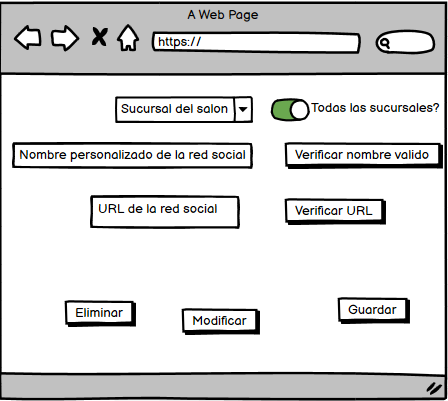 A Web Page
https://
Sucursal del salon
Todas las sucursales?
Nombre personalizado de la red social
Verificar nombre valido
URL de la red social
Verificar URL
Eliminar
Modificar
Guardar